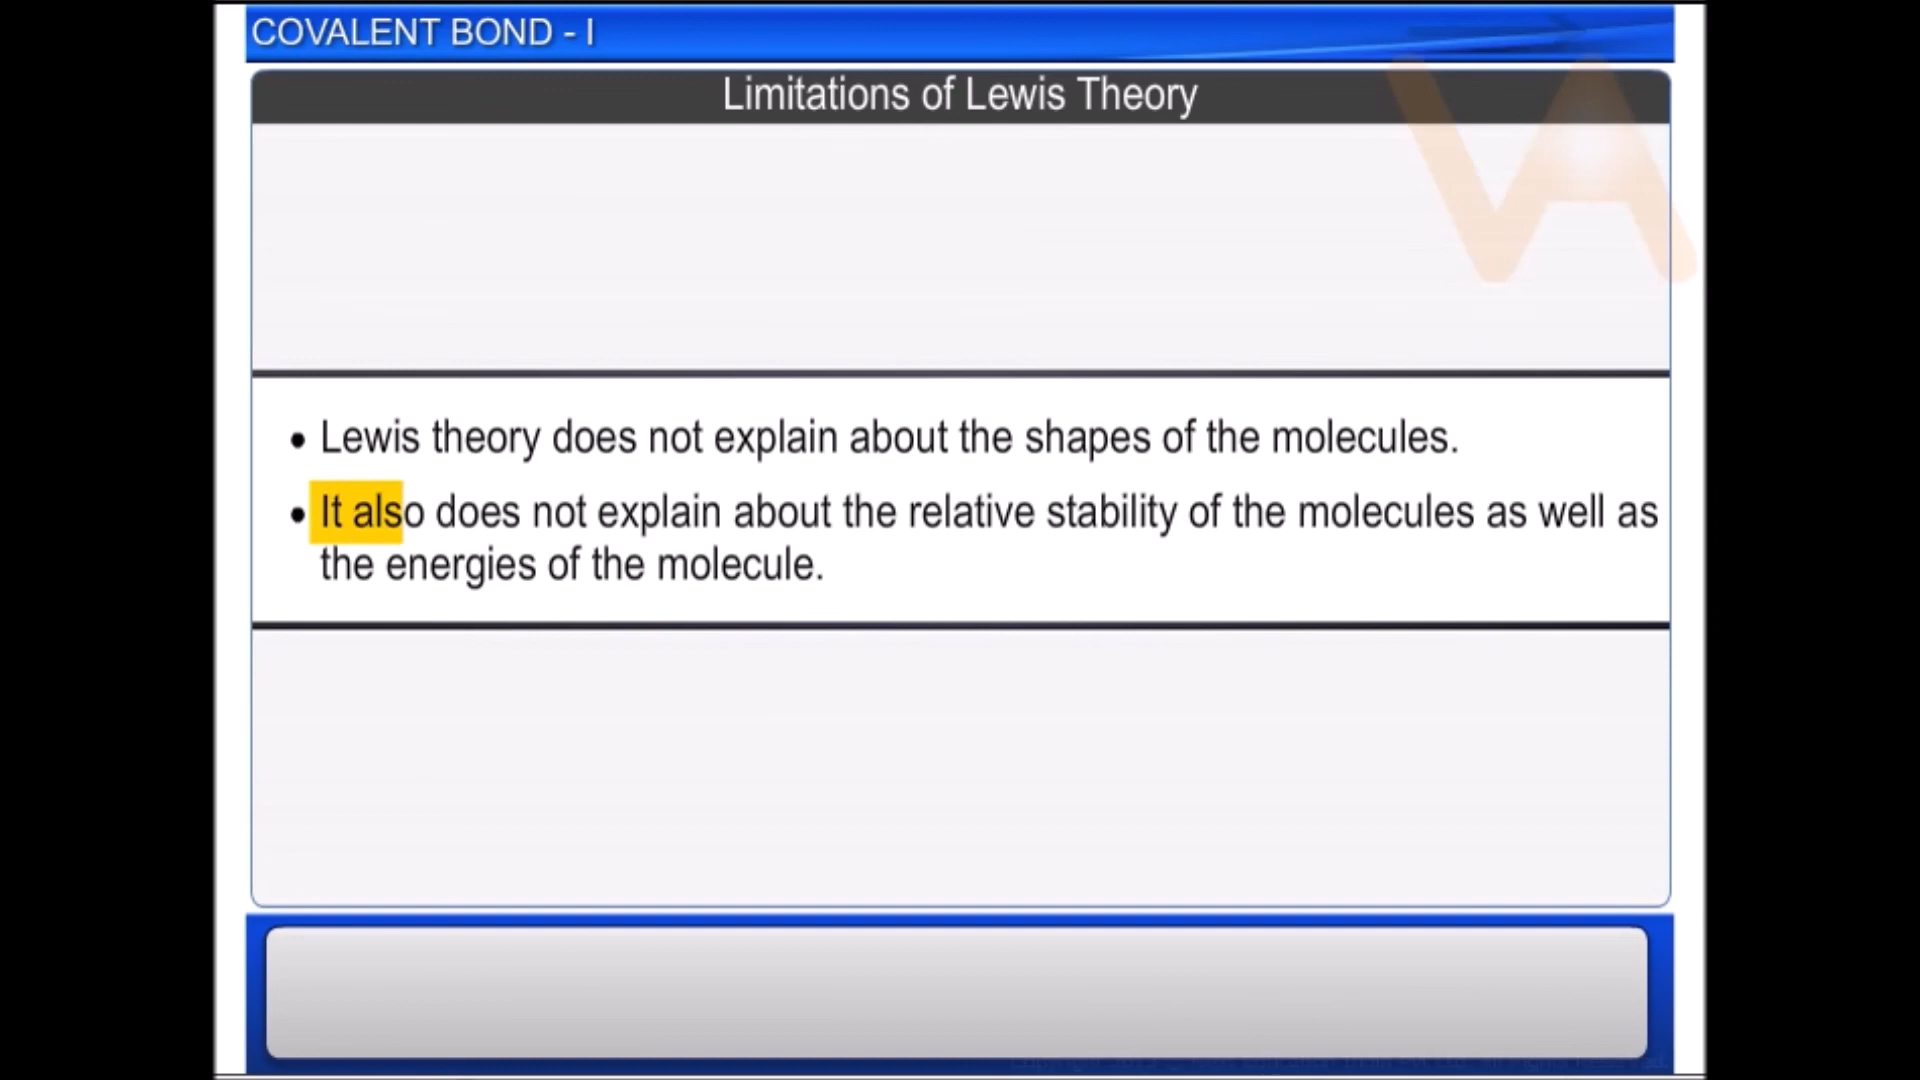 COVALENT BOND - I
Limitations of Lewis Theory
• Lewis theory does not explain about the shapes of the molecules.
• It also does not explain about the relative stability of the molecules as well as
the energies of the molecule.